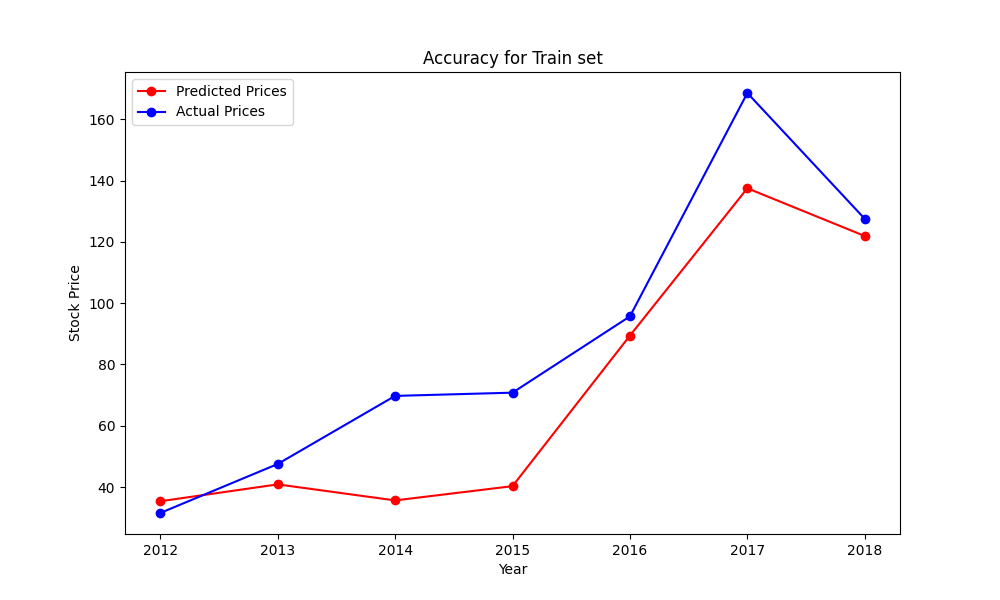 Accuracy for Train set
Predicted Prices
Actual Prices
160
140
120
100
80
60
40
Stock Price
2012 2013 2014 2015 2016 2017 2018
Year